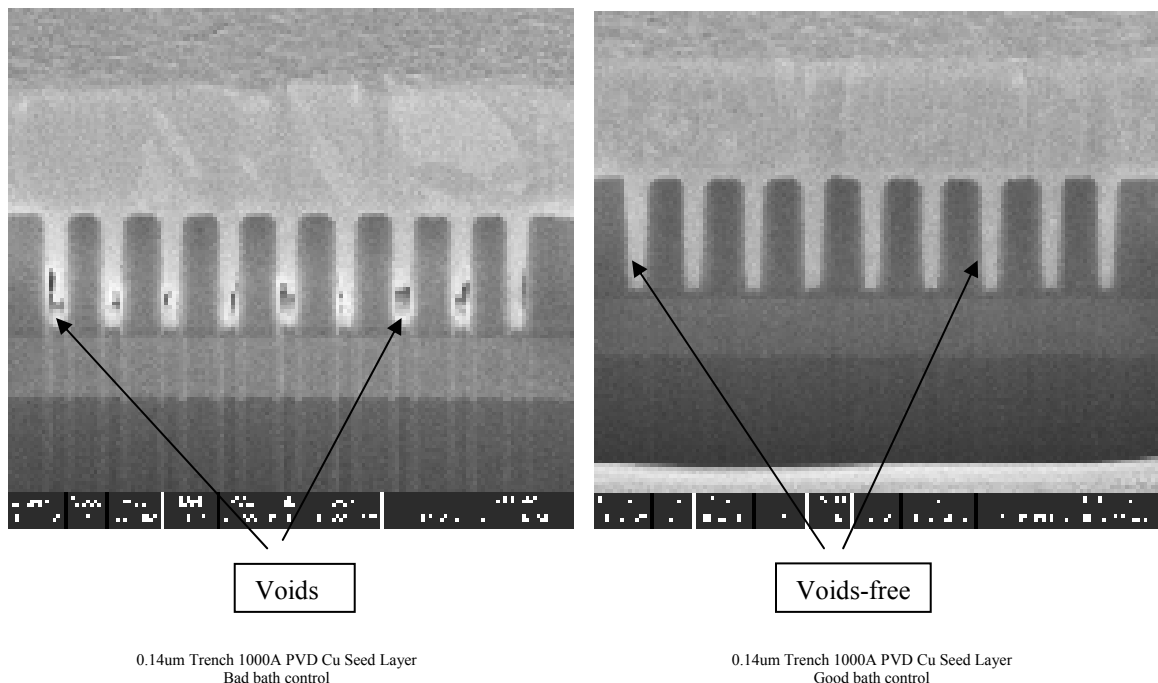 Voids
Voids-free
0.14um Trench 1000A PVD Cu Seed Layer
Bad bath control
0.14um Trench 1000A PVD Cu Seed Layer
Good bath control